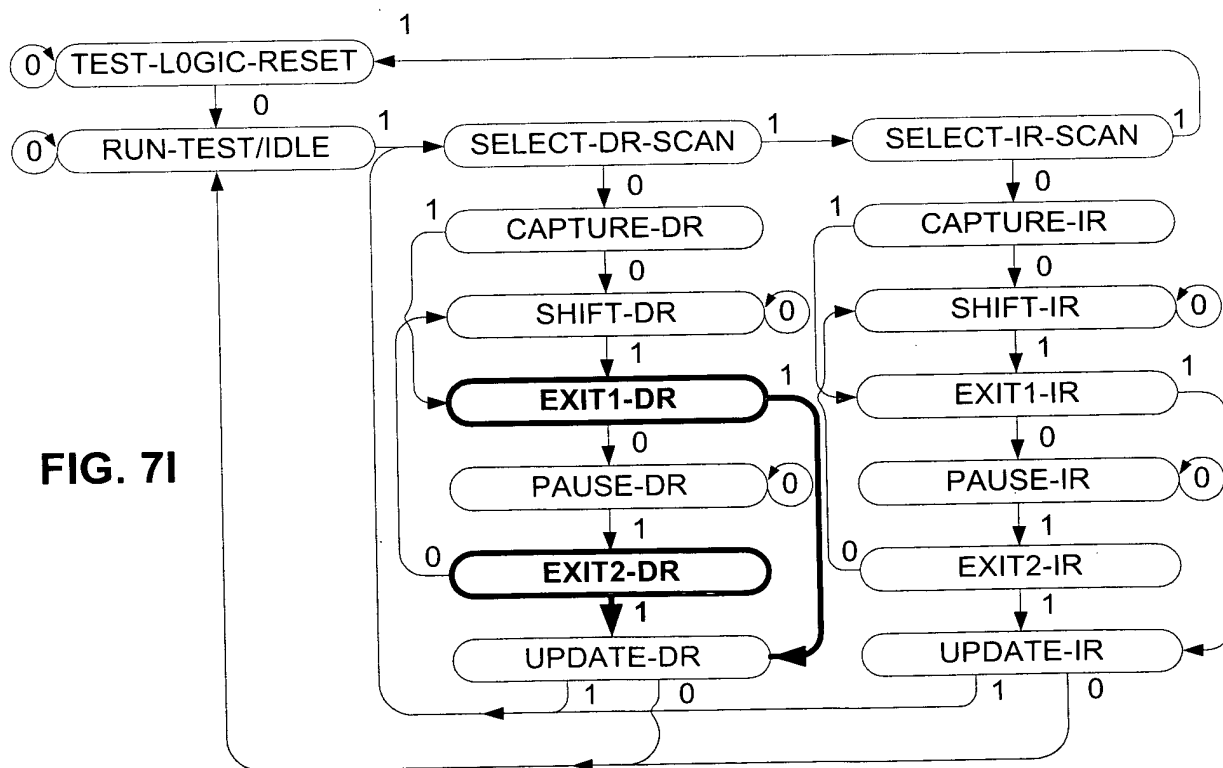 1
0 TEST-L0GIC-RESET
0
0 RUN-TEST/IDLE 1 SELECT-DR-SCAN 1 SELECT-IR-SCAN 1
0 0
1 CAPTURE-DR 1 CAPTURE-IR
0 0
SHIFT-DR 0 SHIFT-IR 0
1 1
EXIT1-DR 1 EXIT1-IR 1
0 0
FIG. 7I
PAUSE-DR 0 PAUSE-IR 0
1 1
0 EXIT2-DR 0 EXIT2-IR
1 1
UPDATE-DR UPDATE-IR
1 0 1 0